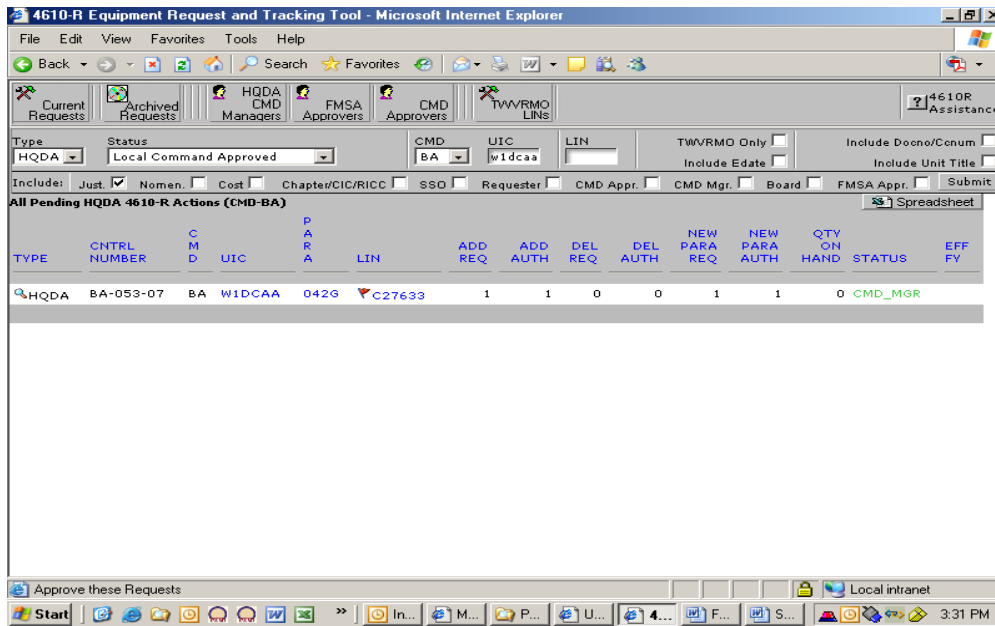 4610-R Equipment Request and Tracking Tool - Microsoft Internet Explorer
File Edit View Favorites Tools Help
Back Search Favorites
Current Requests Archived Requests HQDA CMD Managers FMSA Approvers CMD Approvers TWVRMO LINs 4610R Assistance
Type Status CMD UIC LIN TWVRMO Only Include Docno/Ccnum
HQDA Local Command Approved BA w1dcaa Include Edate Include Unit Title
Include: Just. Nomen. Cost Chapter/CIC/RICC SSO Requester CMD Appr. CMD Mgr. Board FMSA Appr. Submit
All Pending HQDA 4610-R Actions (CMD-BA) Spreadsheet
TYPE CNTRL NUMBER CMD UIC PARA LIN ADD REQ ADD AUTH DEL REQ DEL AUTH NEW PARA REQ NEW PARA AUTH QTY ON HAND STATUS EFF FY
HQDA BA-053-07 BA W1DCAA 042G C27633 1 1 0 0 1 1 0 CMD_MGR
Approve these Requests Local intranet
Start » In... M... P... U... 4... F... S... 3:31 PM